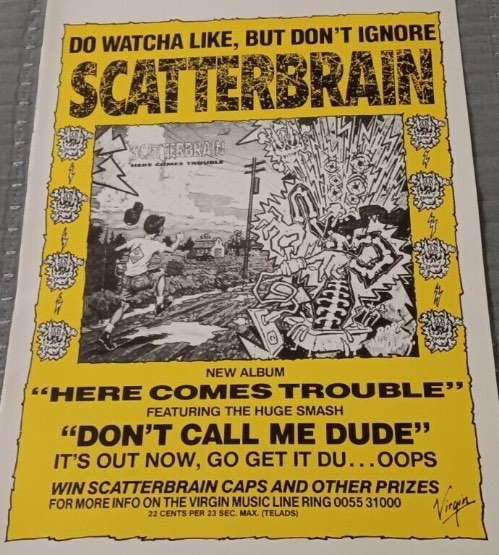 DO WATCHA LIKE, BUT DON'T IGNORE
SCATTERBRAIN
SCATTERBRAIN
HERE COMES TROUBLE
NEW ALBUM
“HERE COMES TROUBLE”
FEATURING THE HUGE SMASH
“DON'T CALL ME DUDE”
IT'S OUT NOW, GO GET IT DU...OOPS
WIN SCATTERBRAIN CAPS AND OTHER PRIZES
FOR MORE INFO ON THE VIRGIN MUSIC LINE RING 0055 31000
22 CENTS PER 23 SEC. MAX. (TELADS)
Virgin